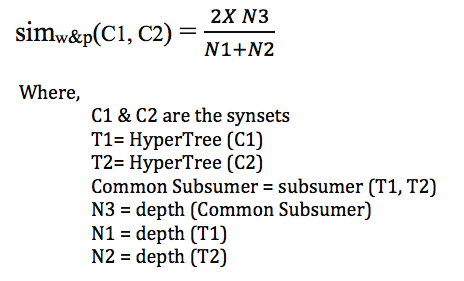 simw&p(C1, C2) = 2X N3 / N1+N2
Where,
C1 & C2 are the synsets
T1= HyperTree (C1)
T2= HyperTree (C2)
Common Subsumer = subsumer (T1, T2)
N3 = depth (Common Subsumer)
N1 = depth (T1)
N2 = depth (T2)